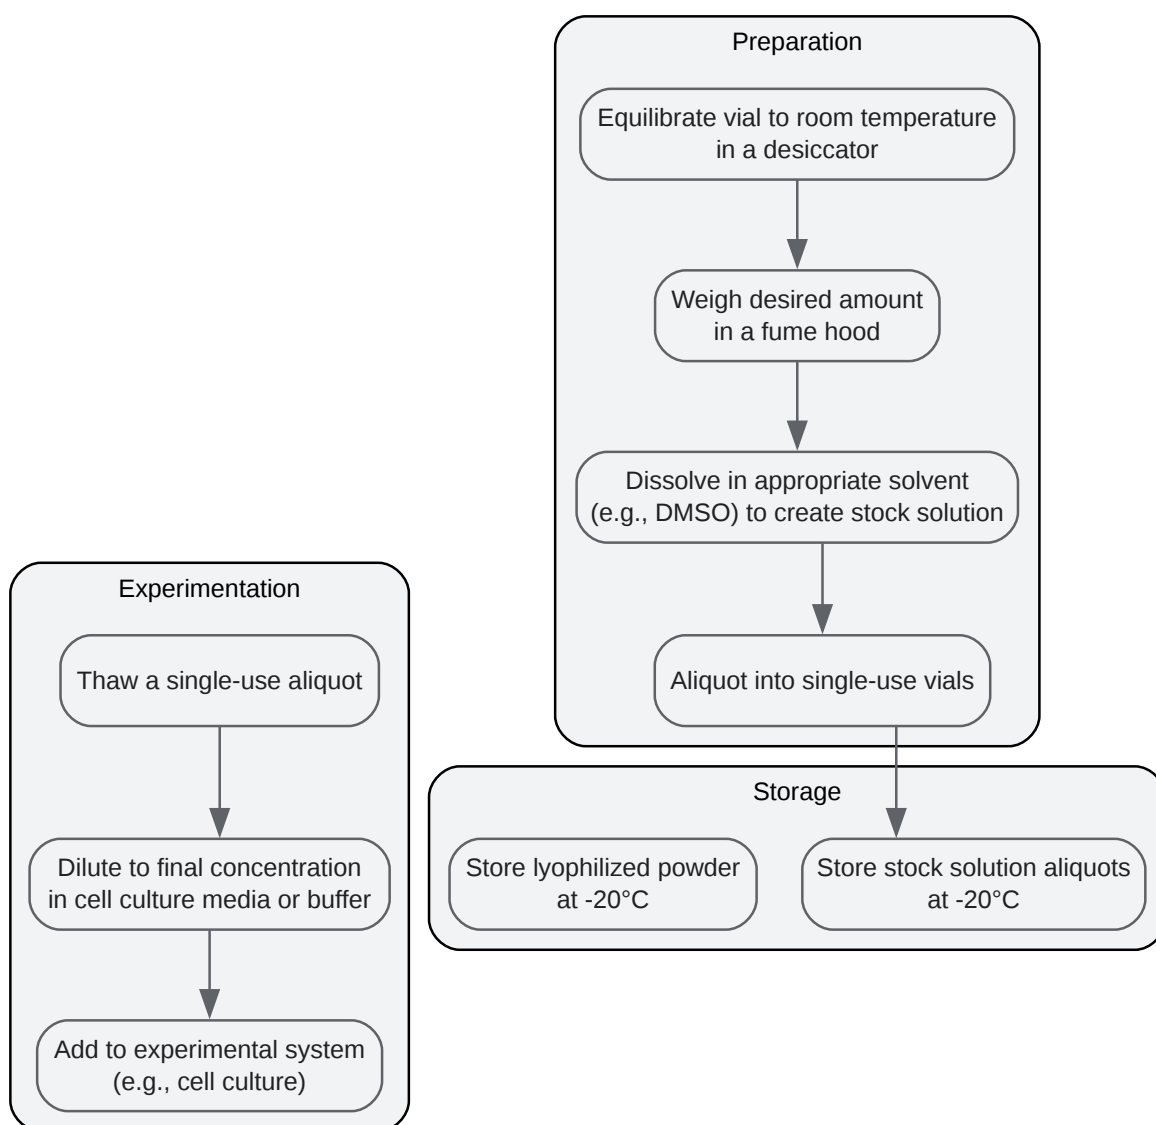 Preparation
Equilibrate vial to room temperature
in a desiccator
Weigh desired amount
in a fume hood
Dissolve in appropriate solvent
(e.g., DMSO) to create stock solution
Aliquot into single-use vials
Experimentation
Thaw a single-use aliquot
Dilute to final concentration
in cell culture media or buffer
Add to experimental system
(e.g., cell culture)
Storage
Store lyophilized powder
at -20°C
Store stock solution aliquots
at -20°C